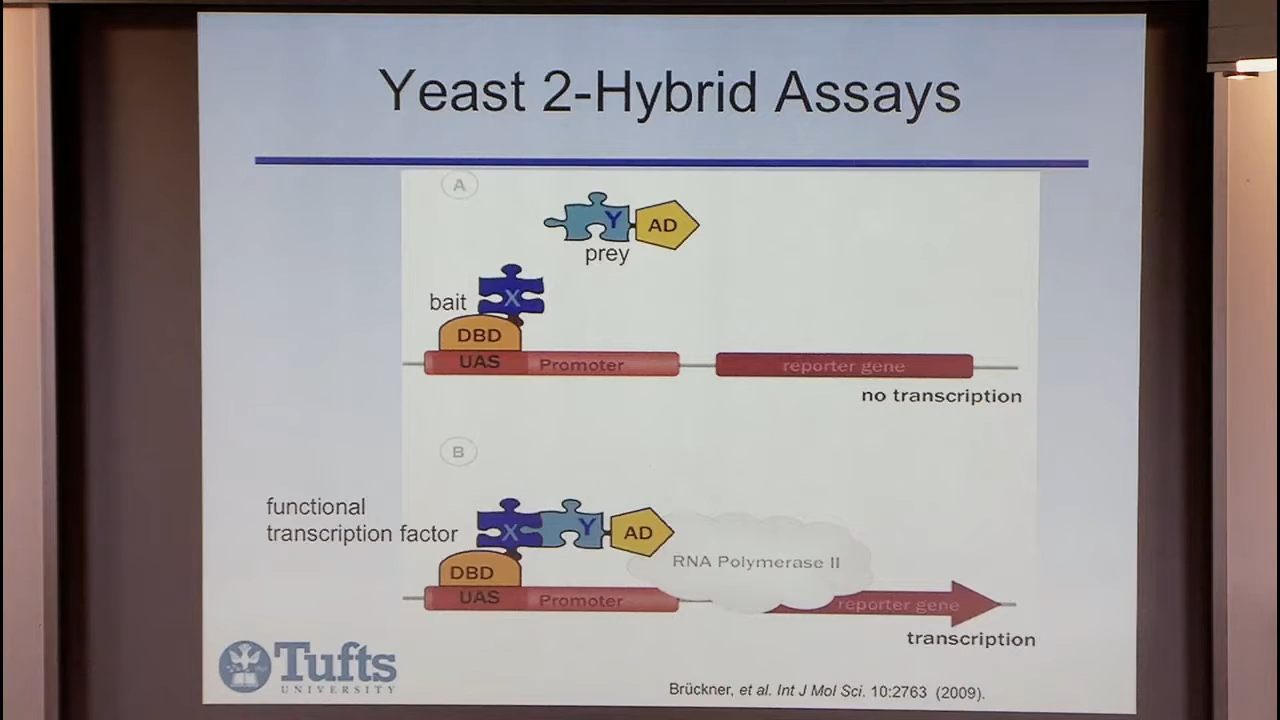 Yeast 2-Hybrid Assays
A
Y
AD
prey
bait
X
DBD
UAS
Promoter
reporter gene
no transcription
B
functional
transcription factor
X
Y
AD
RNA Polymerase II
DBD
UAS
Promoter
reporter gene
transcription
Tufts
UNIVERSITY
Brückner, et al. Int J Mol Sci. 10:2763 (2009).